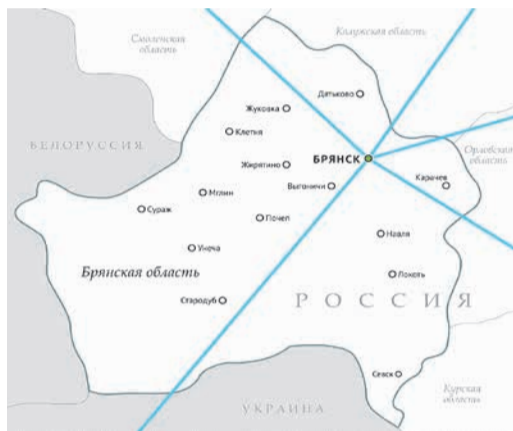 Смоленская
область
Калужская область
Дятьково
Жуковка
Клетня
БЕЛОРУССИЯ
Орловская
область
БРЯНСК
Жирятино
Выгоничи
Карачев
Мглин
Сураж
Почеп
Навля
Унеча
Брянская область
Локоть
Стародуб
РОССИЯ
Севск
Курская
область
УКРАИНА